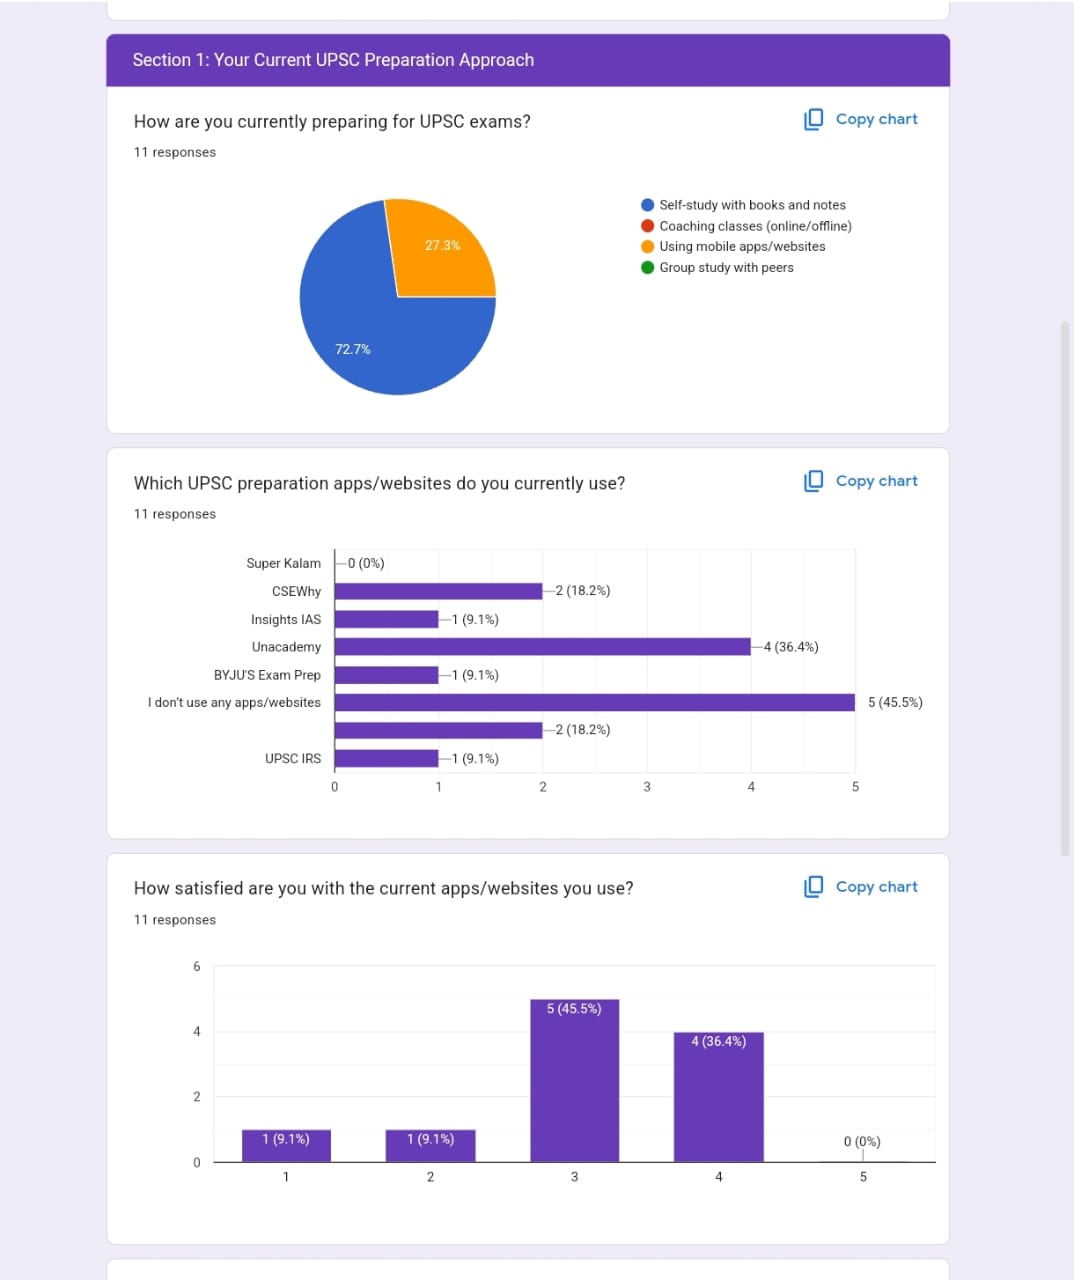 Section 1: Your Current UPSC Preparation Approach
How are you currently preparing for UPSC exams?
Copy chart
11 responses
Self-study with books and notes
Coaching classes (online/offline)
Using mobile apps/websites
Group study with peers
27.3%
72.7%
Which UPSC preparation apps/websites do you currently use?
Copy chart
11 responses
Super Kalam 0 (0%)
CSEWhy 2 (18.2%)
Insights IAS 1 (9.1%)
Unacademy 4 (36.4%)
BYJU'S Exam Prep 1 (9.1%)
I don't use any apps/websites 5 (45.5%)
2 (18.2%)
UPSC IRS 1 (9.1%)
0 1 2 3 4 5
How satisfied are you with the current apps/websites you use?
Copy chart
11 responses
6
5 (45.5%)
4
4 (36.4%)
2
1 (9.1%) 1 (9.1%) 0 (0%)
0
1 2 3 4 5